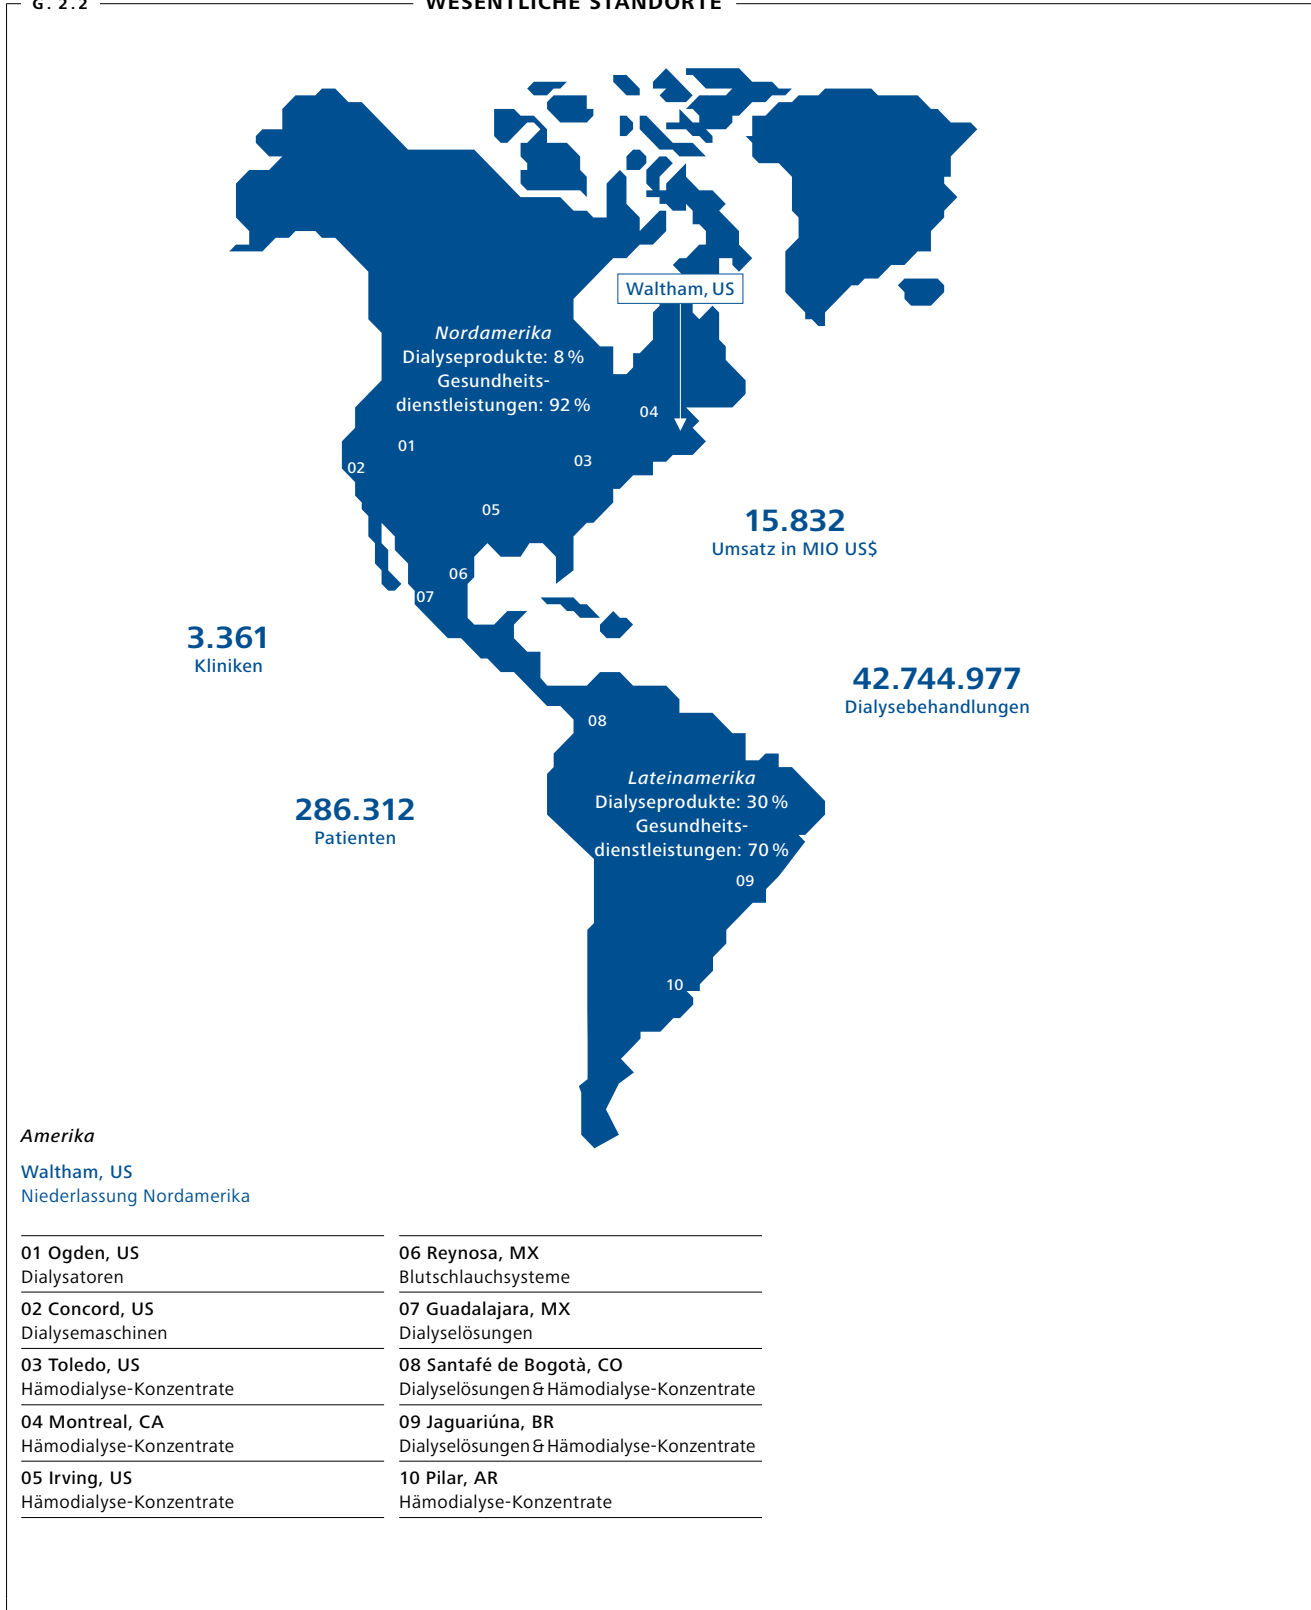 G. 2.2
WESENTLICHE STANDORTE
Waltham, US
Nordamerika
Dialyseprodukte: 8 %
Gesundheits-
dienstleistungen: 92 %
04
01
02
03
05
15.832
Umsatz in MIO US$
06
07
3.361
Kliniken
42.744.977
Dialysebehandlungen
08
Lateinamerika
Dialyseprodukte: 30 %
Gesundheits-
dienstleistungen: 70 %
286.312
Patienten
09
10
Amerika
Waltham, US
Niederlassung Nordamerika
01 Ogden, US
Dialysatoren
02 Concord, US
Dialysemaschinen
03 Toledo, US
Hämodialyse-Konzentrate
04 Montreal, CA
Hämodialyse-Konzentrate
05 Irving, US
Hämodialyse-Konzentrate
06 Reynosa, MX
Blutschlauchsysteme
07 Guadalajara, MX
Dialyselösungen
08 Santafé de Bogotà, CO
Dialyselösungen & Hämodialyse-Konzentrate
09 Jaguariúna, BR
Dialyselösungen & Hämodialyse-Konzentrate
10 Pilar, AR
Hämodialyse-Konzentrate